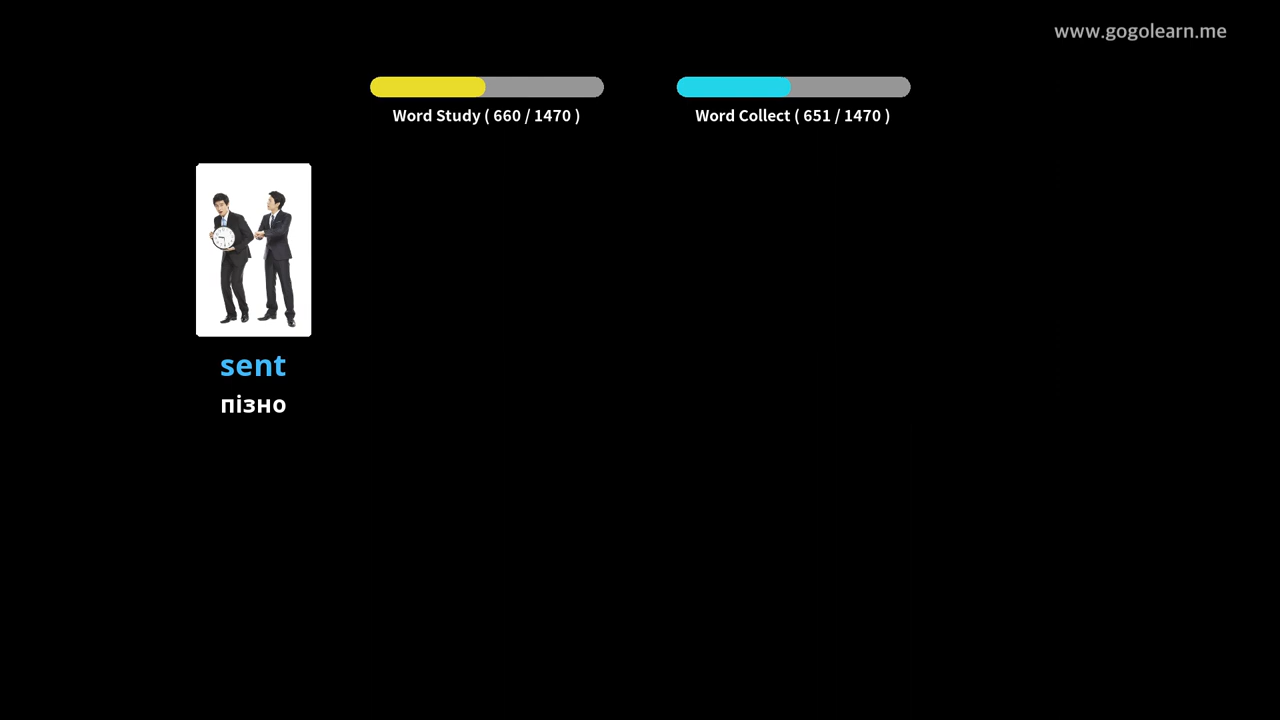 www.gogolearn.me
Word Study ( 660 / 1470 )
Word Collect ( 651 / 1470 )
sent
пізно